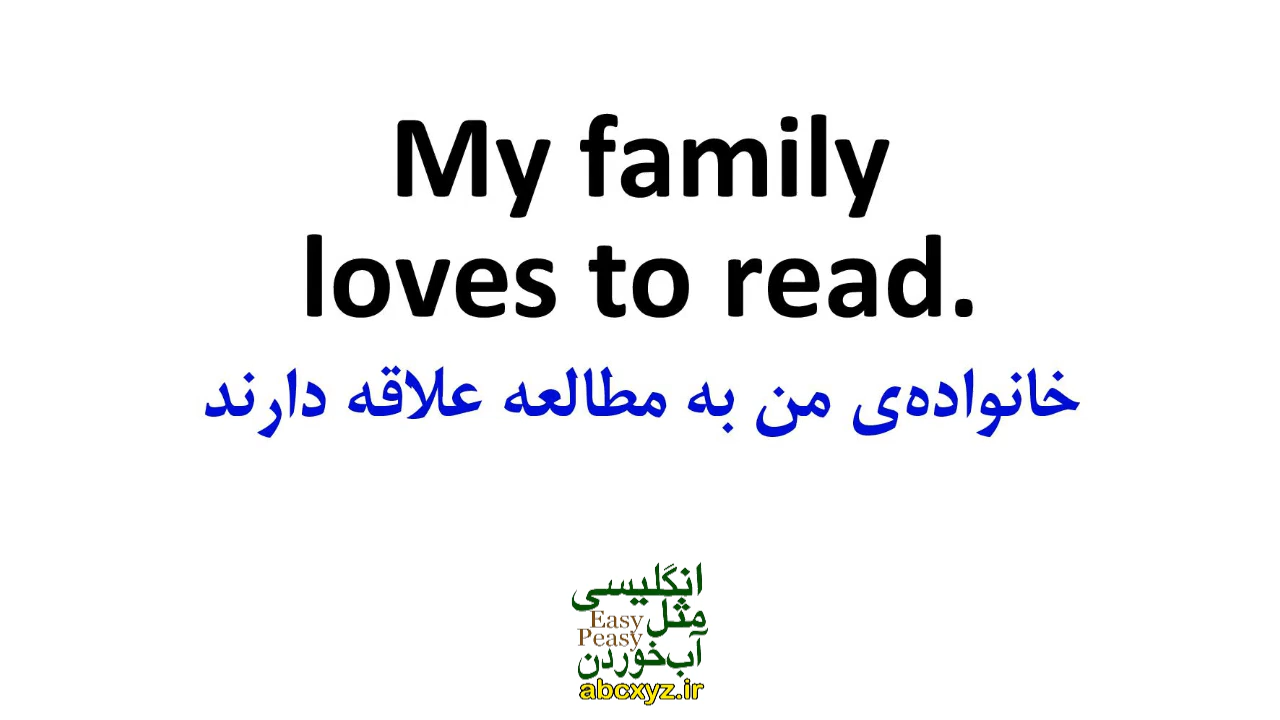 My family
loves to read.
خانواده‌ی من به مطالعه علاقه دارند
انگلیسی
مثل
Easy
Peasy
آب‌خوردن
abcxyz.ir